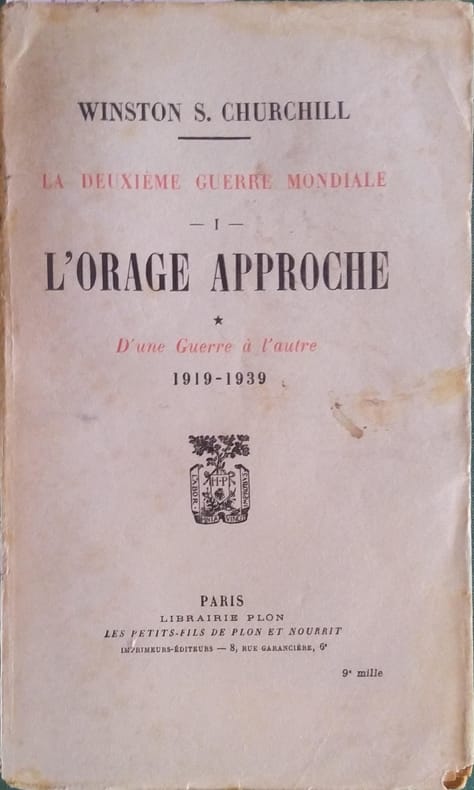 WINSTON S. CHURCHILL
LA DEUXIÈME GUERRE MONDIALE
— I —
L'ORAGE APPROCHE
★
D'une Guerre à l'autre
1919-1939
H·P
PARIS
LIBRAIRIE PLON
LES PETITS-FILS DE PLON ET NOURRIT
IMPRIMEURS-ÉDITEURS — 8, RUE GARANCIÈRE, 6ᵉ
9ᵉ mille